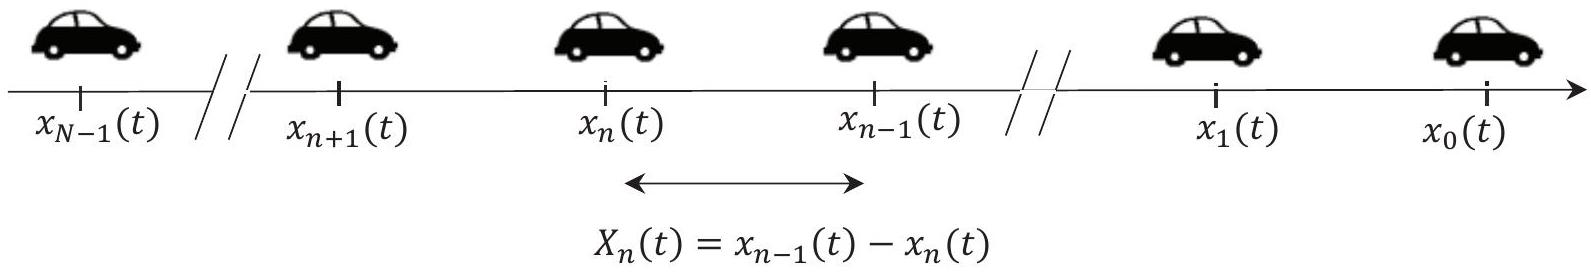 x_{N-1}(t) x_{n+1}(t) x_n(t) x_{n-1}(t) x_1(t) x_0(t)
X_n(t) = x_{n-1}(t) − x_n(t)